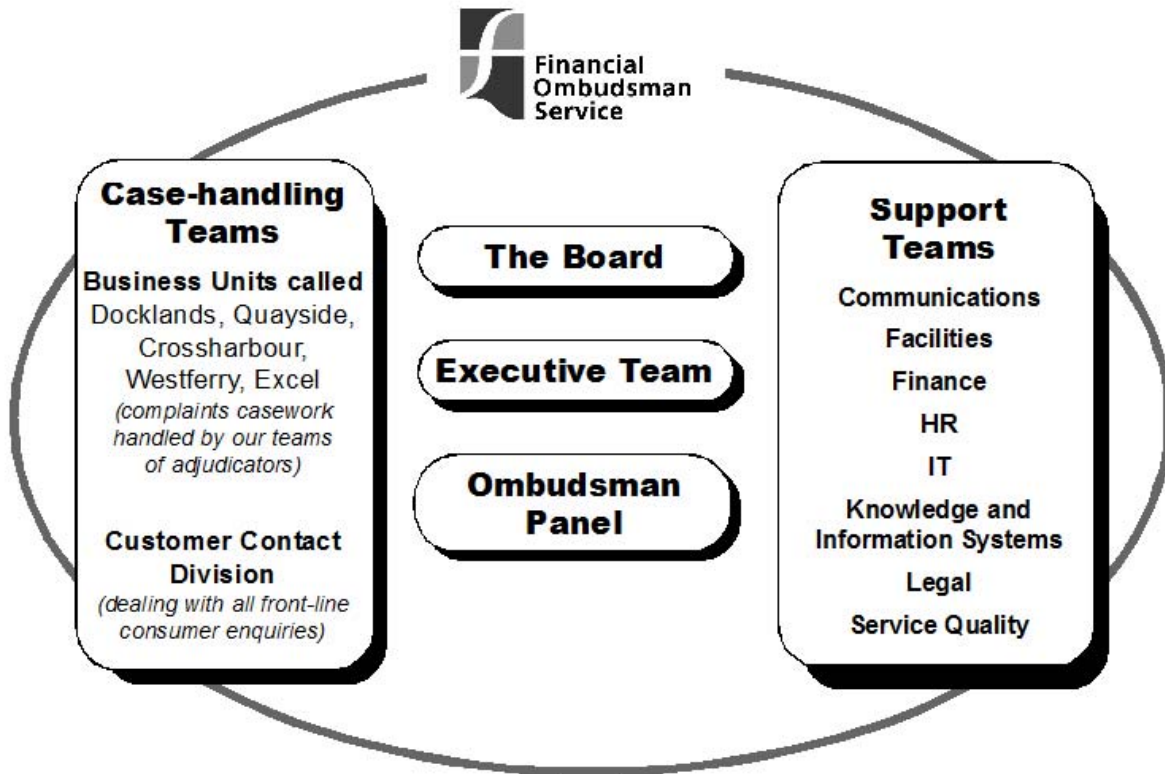 Financial
Ombudsman
Service
Case-handling
Teams
Business Units called
Docklands, Quayside,
Crossharbour,
Westferry, Excel
(complaints casework
handled by our teams
of adjudicators)
Customer Contact
Division
(dealing with all front-line
consumer enquiries)
The Board
Executive Team
Ombudsman
Panel
Support
Teams
Communications
Facilities
Finance
HR
IT
Knowledge and
Information Systems
Legal
Service Quality